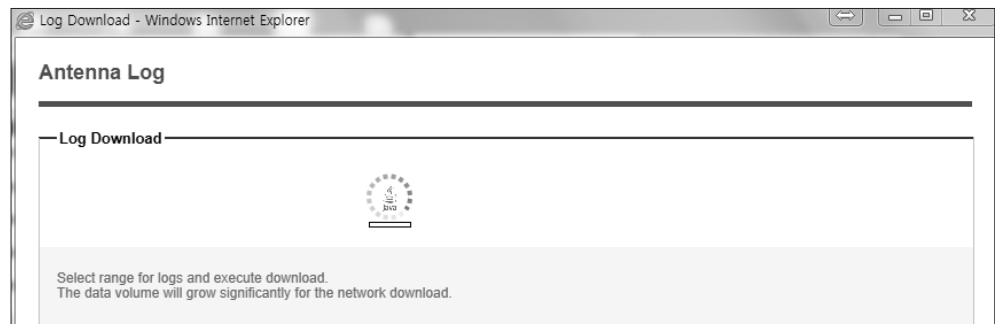 Log Download - Windows Internet Explorer
Antenna Log
Log Download
Java
Select range for logs and execute download.
The data volume will grow significantly for the network download.